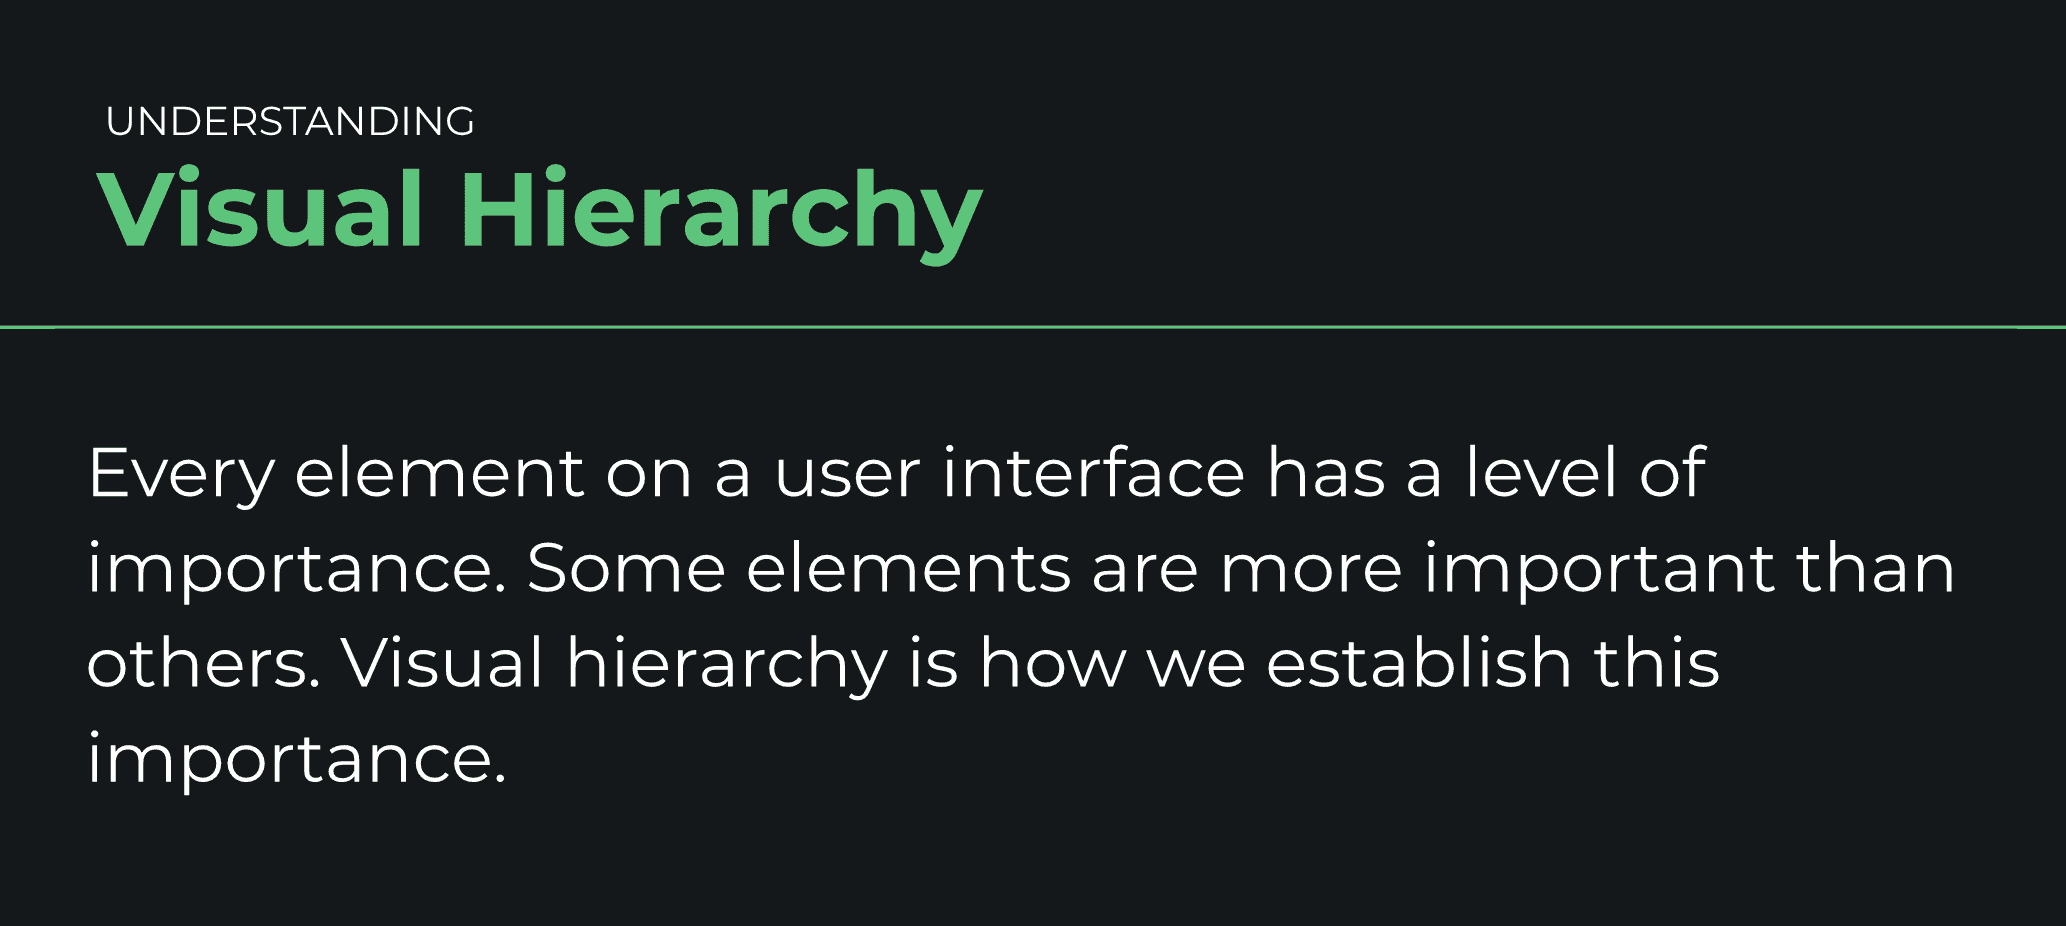 UNDERSTANDING
Visual Hierarchy
Every element on a user interface has a level of
importance. Some elements are more important than
others. Visual hierarchy is how we establish this
importance.